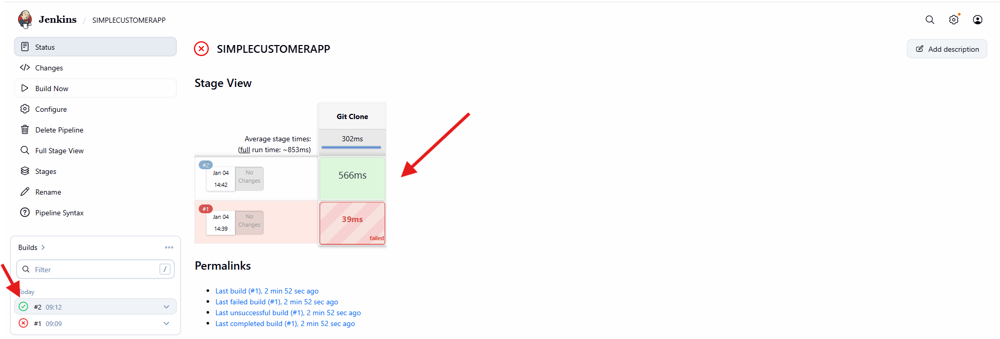 Jenkins / SIMPLECUSTOMERAPP
Status
Changes
Build Now
Configure
Delete Pipeline
Full Stage View
Stages
Rename
Pipeline Syntax
Builds
Filter /
Today
#2 09:12
#1 09:09
SIMPLECUSTOMERAPP
Add description
Stage View
Git Clone
Average stage times:
(full run time: ~853ms)
302ms
#2
Jan 04
14:42
No
Changes
566ms
#1
Jan 04
14:39
No
Changes
39ms
failed
Permalinks
Last build (#1), 2 min 52 sec ago
Last failed build (#1), 2 min 52 sec ago
Last unsuccessful build (#1), 2 min 52 sec ago
Last completed build (#1), 2 min 52 sec ago